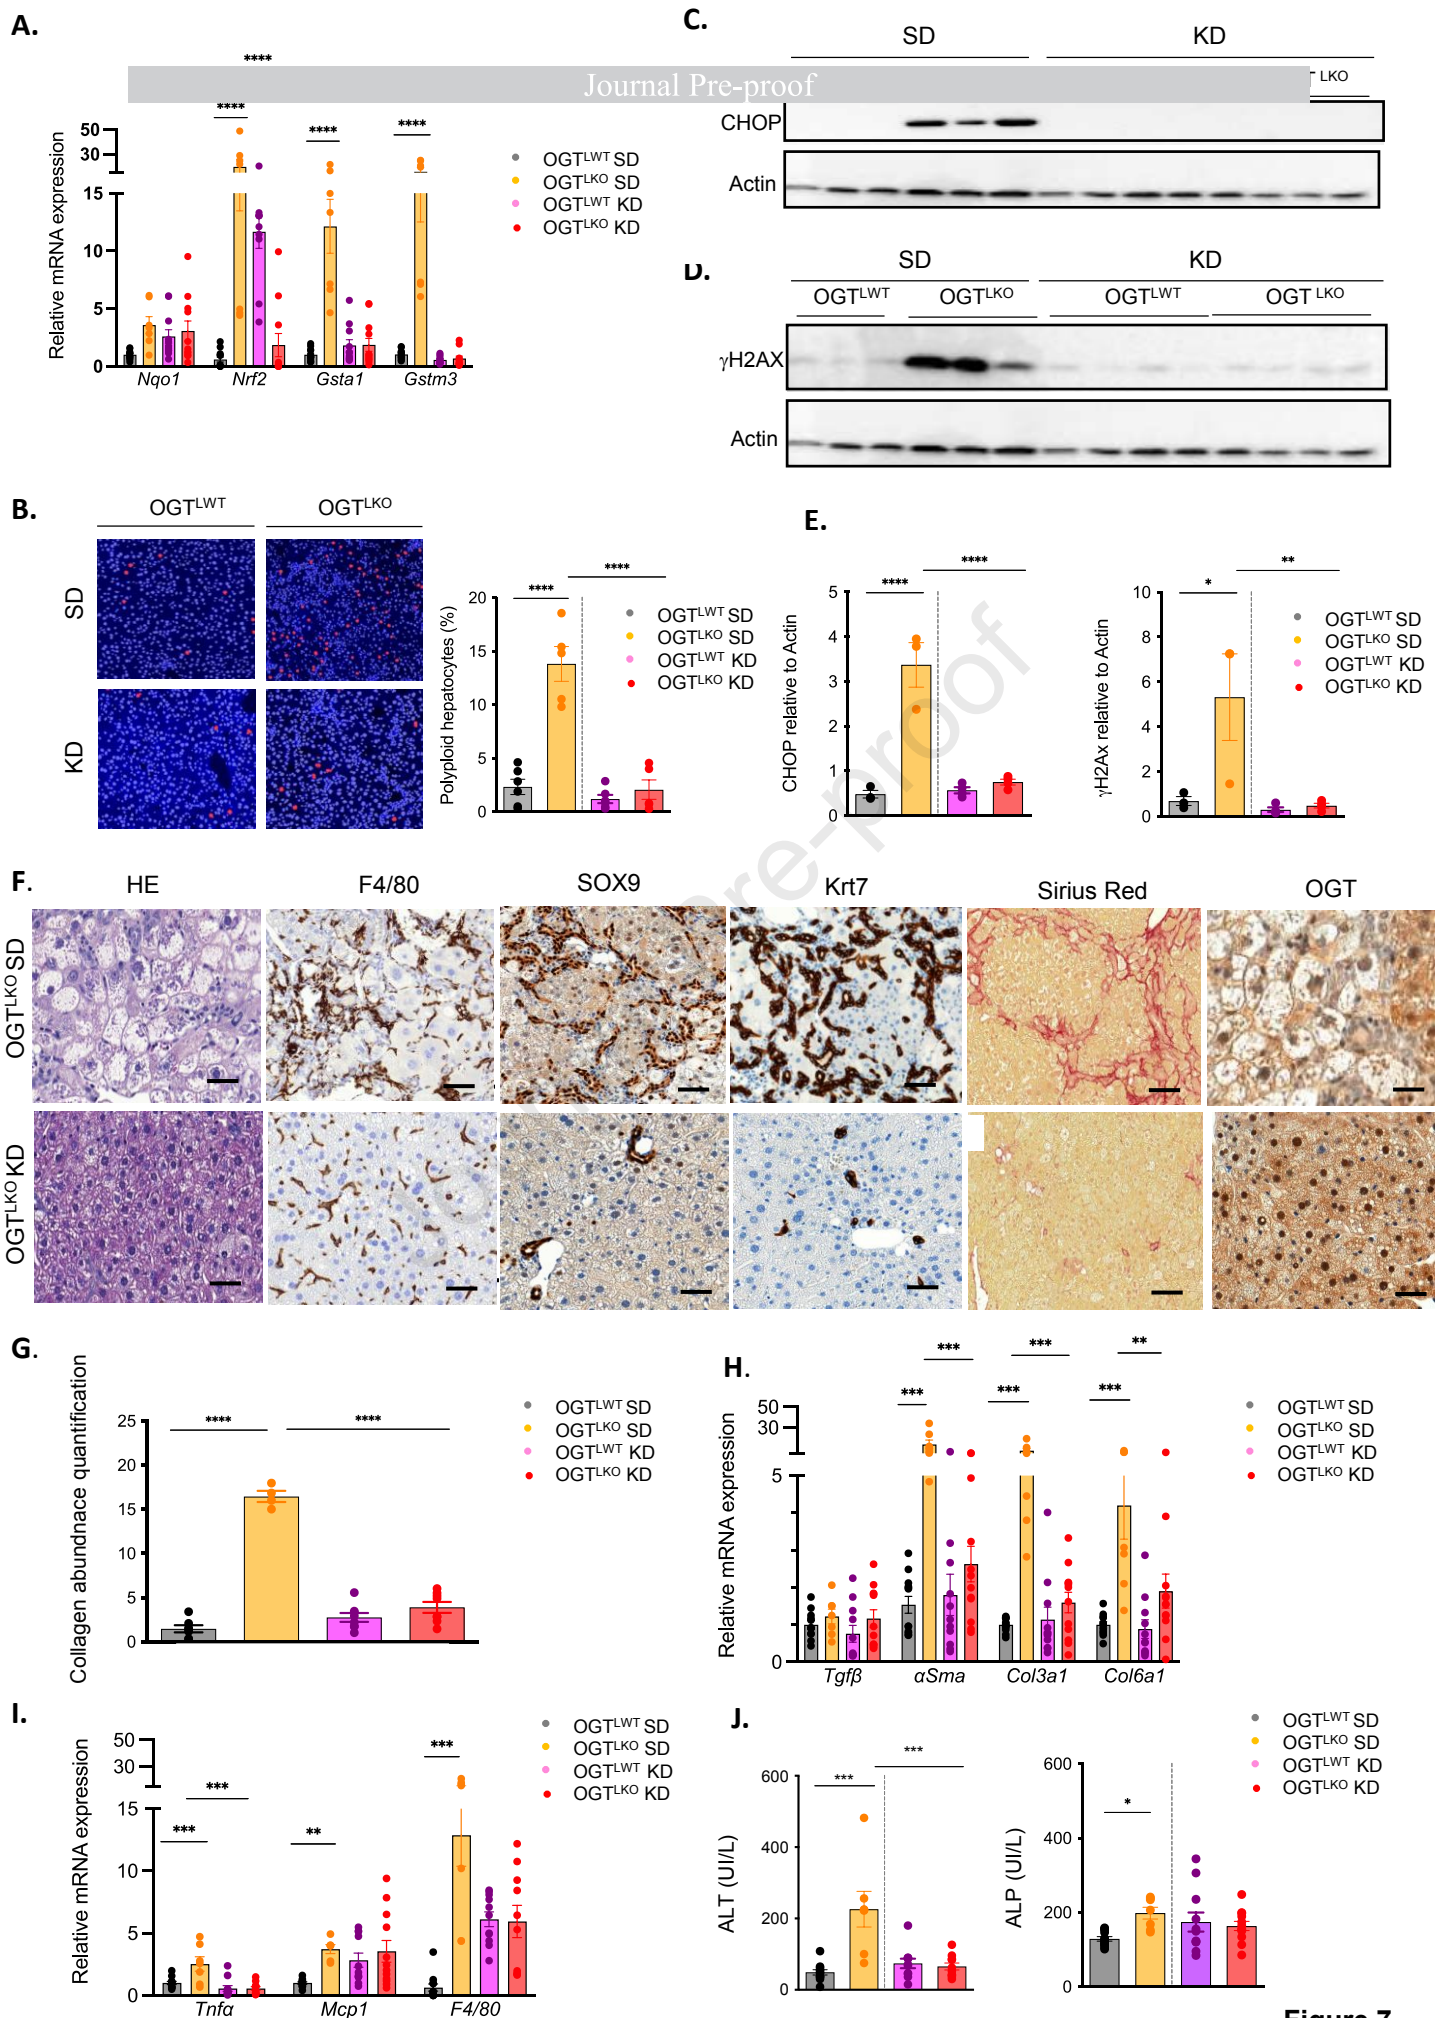 A.
****
Journal Pre-proof
****
****
****
50
30
15
10
5
0
Relative mRNA expression
Nqo1
Nrf2
Gsta1
Gstm3
OGTLWT SD
OGTLKO SD
OGTLWT KD
OGTLKO KD
C.
SD
KD
LKO
CHOP
Actin
D.
SD
KD
OGTLWT
OGTLKO
OGTLWT
OGT LKO
γH2AX
Actin
B.
OGTLWT
OGTLKO
SD
KD
Polyploid hepatocytes (%)
20
15
10
5
0
****
****
OGTLWT SD
OGTLKO SD
OGTLWT KD
OGTLKO KD
E.
CHOP relative to Actin
5
4
3
2
1
0
****
****
γH2Ax relative to Actin
10
8
6
4
2
0
*
**
OGTLWT SD
OGTLKO SD
OGTLWT KD
OGTLKO KD
F.
HE
F4/80
SOX9
Krt7
Sirius Red
OGT
OGTLKO SD
OGTLKO KD
G.
Collagen abundnace quantification
25
20
15
10
5
0
****
****
OGTLWT SD
OGTLKO SD
OGTLWT KD
OGTLKO KD
H.
Relative mRNA expression
50
30
5
0
***
***
***
***
***
**
Tgfβ
αSma
Col3a1
Col6a1
OGTLWT SD
OGTLKO SD
OGTLWT KD
OGTLKO KD
I.
Relative mRNA expression
50
30
15
10
5
0
***
***
**
***
Tnfα
Mcp1
F4/80
OGTLWT SD
OGTLKO SD
OGTLWT KD
OGTLKO KD
J.
ALT (UI/L)
600
400
200
0
***
***
ALP (UI/L)
600
400
200
0
*
OGTLWT SD
OGTLKO SD
OGTLWT KD
OGTLKO KD
Figure 7